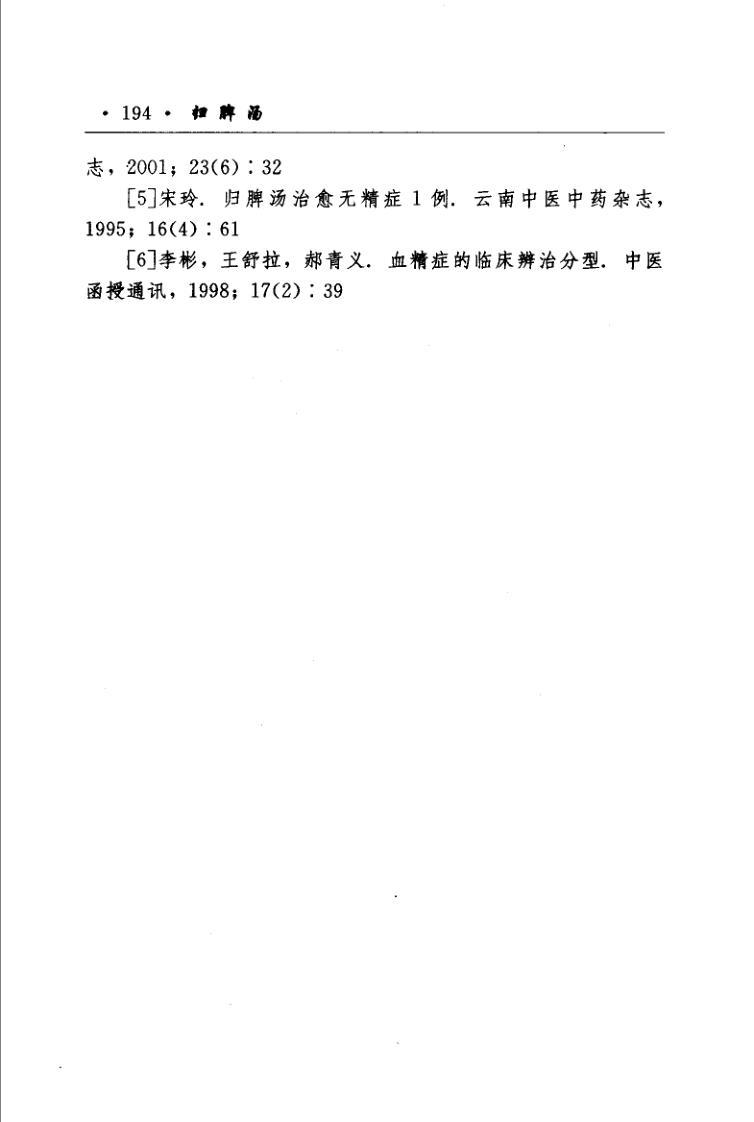 · 194 · 归脾汤
志，2001；23(6)∶32
[5]宋玲. 归脾汤治愈无精症 1 例. 云南中医中药杂志，
1995；16(4)∶61
[6]李彬，王舒拉，郝青义. 血精症的临床辨治分型. 中医
函授通讯，1998；17(2)∶39